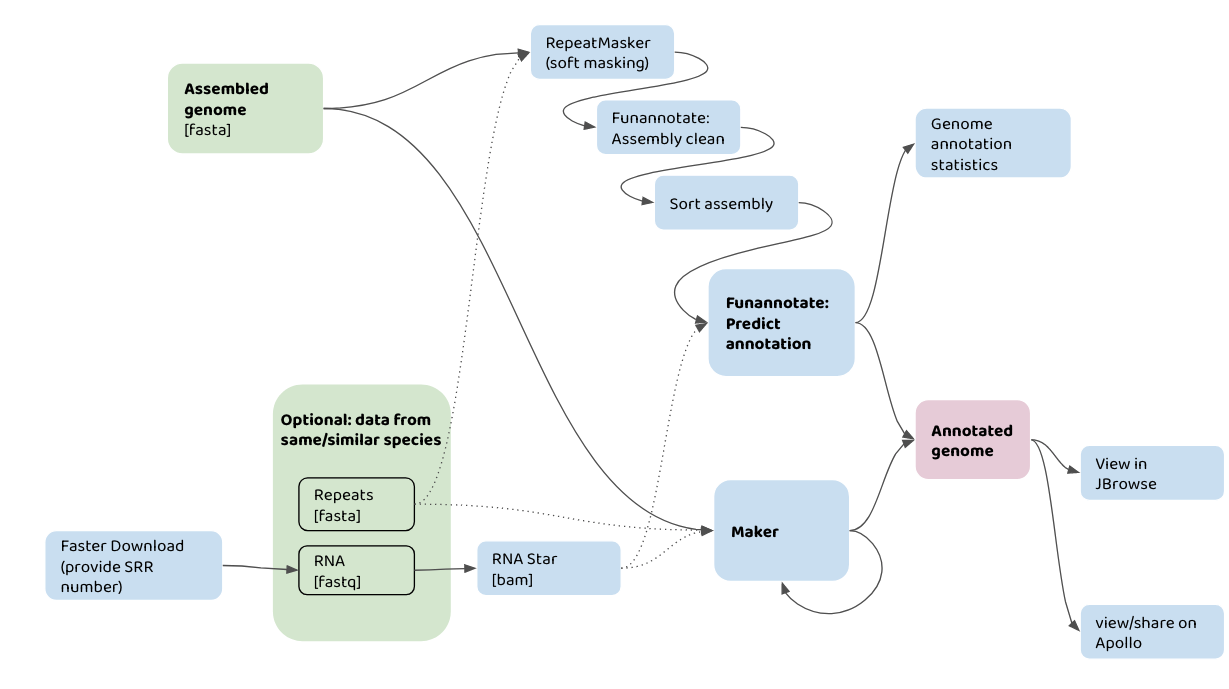 RepeatMasker
(soft masking)
Assembled
genome
[fasta]
Funannotate:
Assembly clean
Sort assembly
Genome
annotation
statistics
Funannotate:
Predict
annotation
Optional: data from
same/similar species
Repeats
[fasta]
Faster Download
(provide SRR
number)
RNA
[fastq]
RNA Star
[bam]
Maker
Annotated
genome
View in
JBrowse
view/share on
Apollo